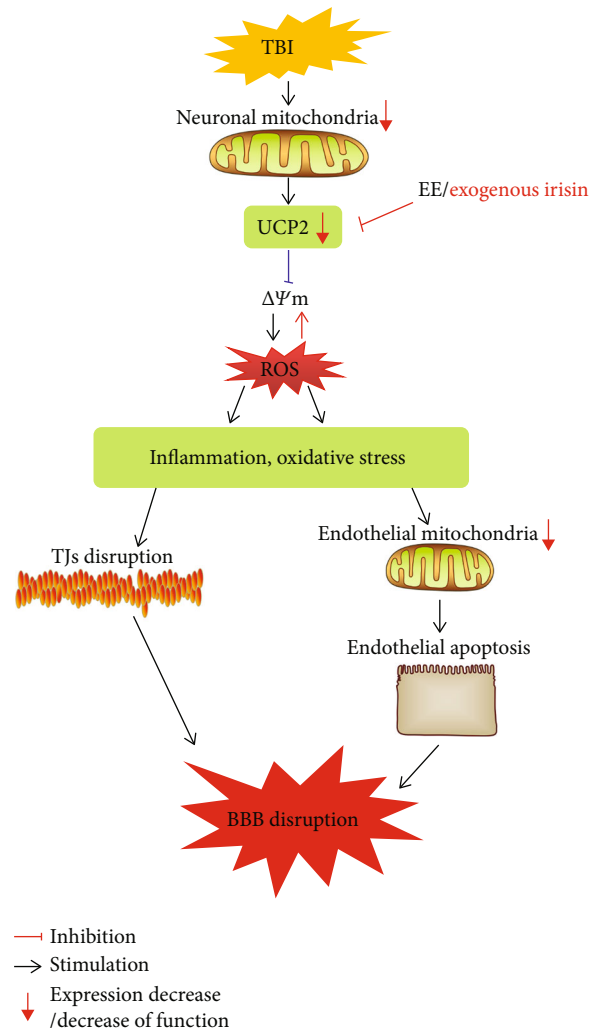 TBI
Neuronal mitochondria
EE/exogenous irisin
UCP2
ΔΨm
ROS
Inflammation, oxidative stress
TJs disruption
Endothelial mitochondria
Endothelial apoptosis
BBB disruption
Inhibition
Stimulation
Expression decrease
/decrease of function